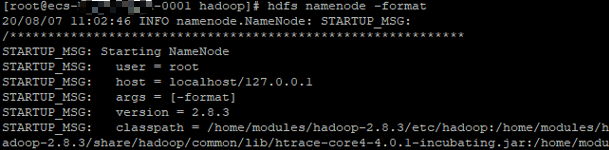 [root@ecs- -0001 hadoop]# hdfs namenode -format
20/08/07 11:02:46 INFO namenode.NameNode: STARTUP_MSG:
/************************************************************
STARTUP_MSG: Starting NameNode
STARTUP_MSG:   user = root
STARTUP_MSG:   host = localhost/127.0.0.1
STARTUP_MSG:   args = [-format]
STARTUP_MSG:   version = 2.8.3
STARTUP_MSG:   classpath = /home/modules/hadoop-2.8.3/etc/hadoop:/home/modules/h
adoop-2.8.3/share/hadoop/common/lib/htrace-core4-4.0.1-incubating.jar:/home/modu